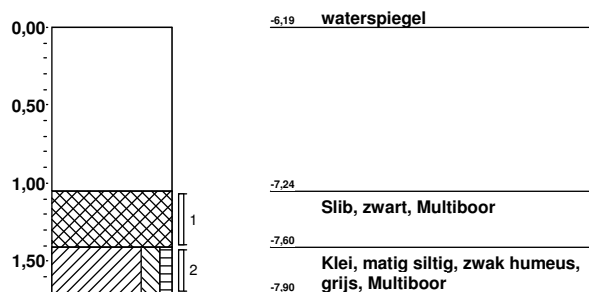 0,00
-6,19 waterspiegel
0,50
1,00
-7,24
Slib, zwart, Multiboor
1
-7,60
1,50
Klei, matig siltig, zwak humeus,
2
-7,90 grijs, Multiboor